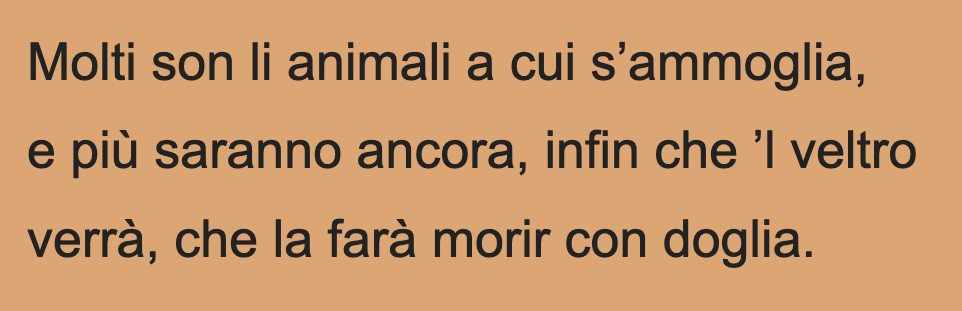 Molti son li animali a cui s’ammoglia,
e più saranno ancora, infin che ’l veltro
verrà, che la farà morir con doglia.